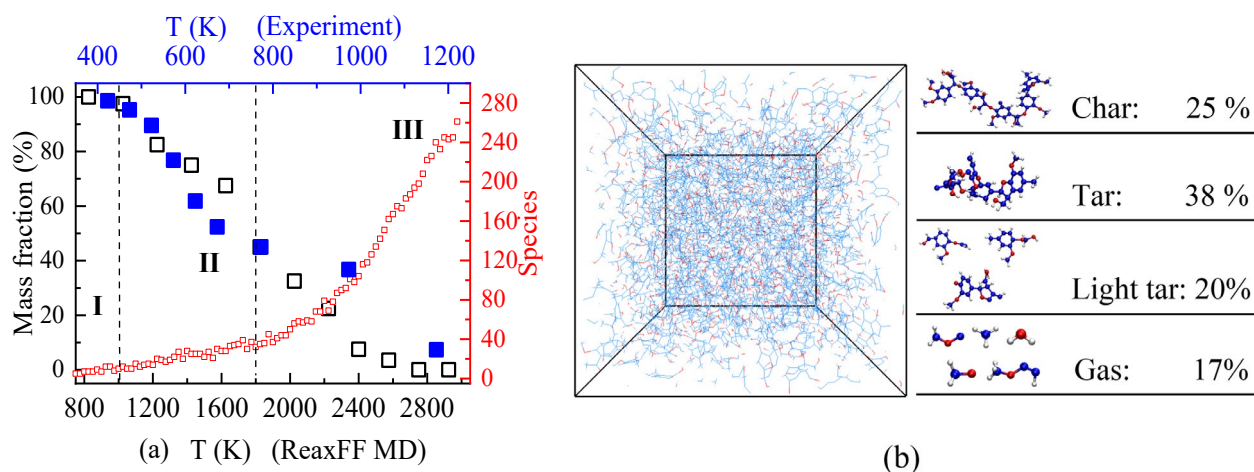 T (K) (Experiment)
400 600 800 1000 1200
Mass fraction (%)
100
80
60
40
20
0
I
II
III
280
240
200
160
120
80
40
0
Species
800 1200 1600 2000 2400 2800
(a) T (K) (ReaxFF MD)
Char: 25 %
Tar: 38 %
Light tar: 20%
Gas: 17%
(b)